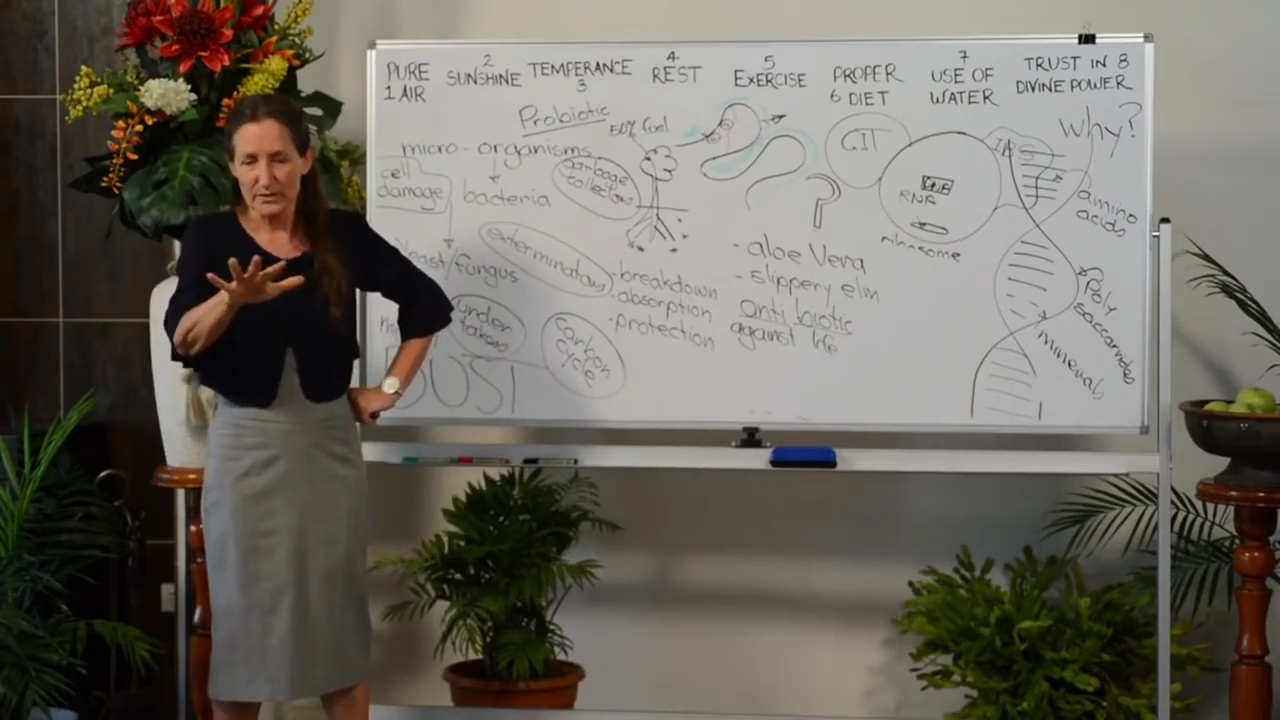 PURE
1 AIR
2
SUNSHINE
TEMPERANCE
3
4
REST
5
EXERCISE
PROPER
6 DIET
7
USE OF
WATER
TRUST IN 8
DIVINE POWER
Probiotic
50% fuel
micro-organisms
cell
damage
bacteria
garbage
collectors
yeast/fungus
exterminators
under
takers
carbon
cycle
DUST
·breakdown
·absorption
·protection
- aloe Vera
- slippery elm
anti biotic
against life
GIT
DNA
RNA
ribosome
Why?
amino
acids
Poly
saccarides
minerals